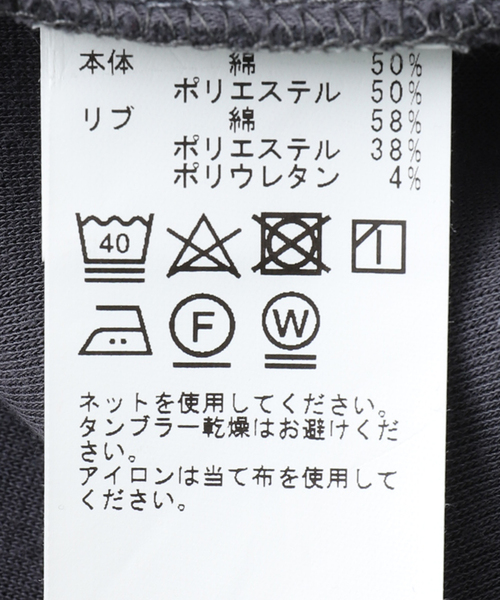 本体 綿 50%
ポリエステル 50%
リブ 綿 58%
ポリエステル 38%
ポリウレタン 4%
40
F W
ネットを使用してください。
タンブラー乾燥はお避けくだ
さい。
アイロンは当て布を使用して
ください。